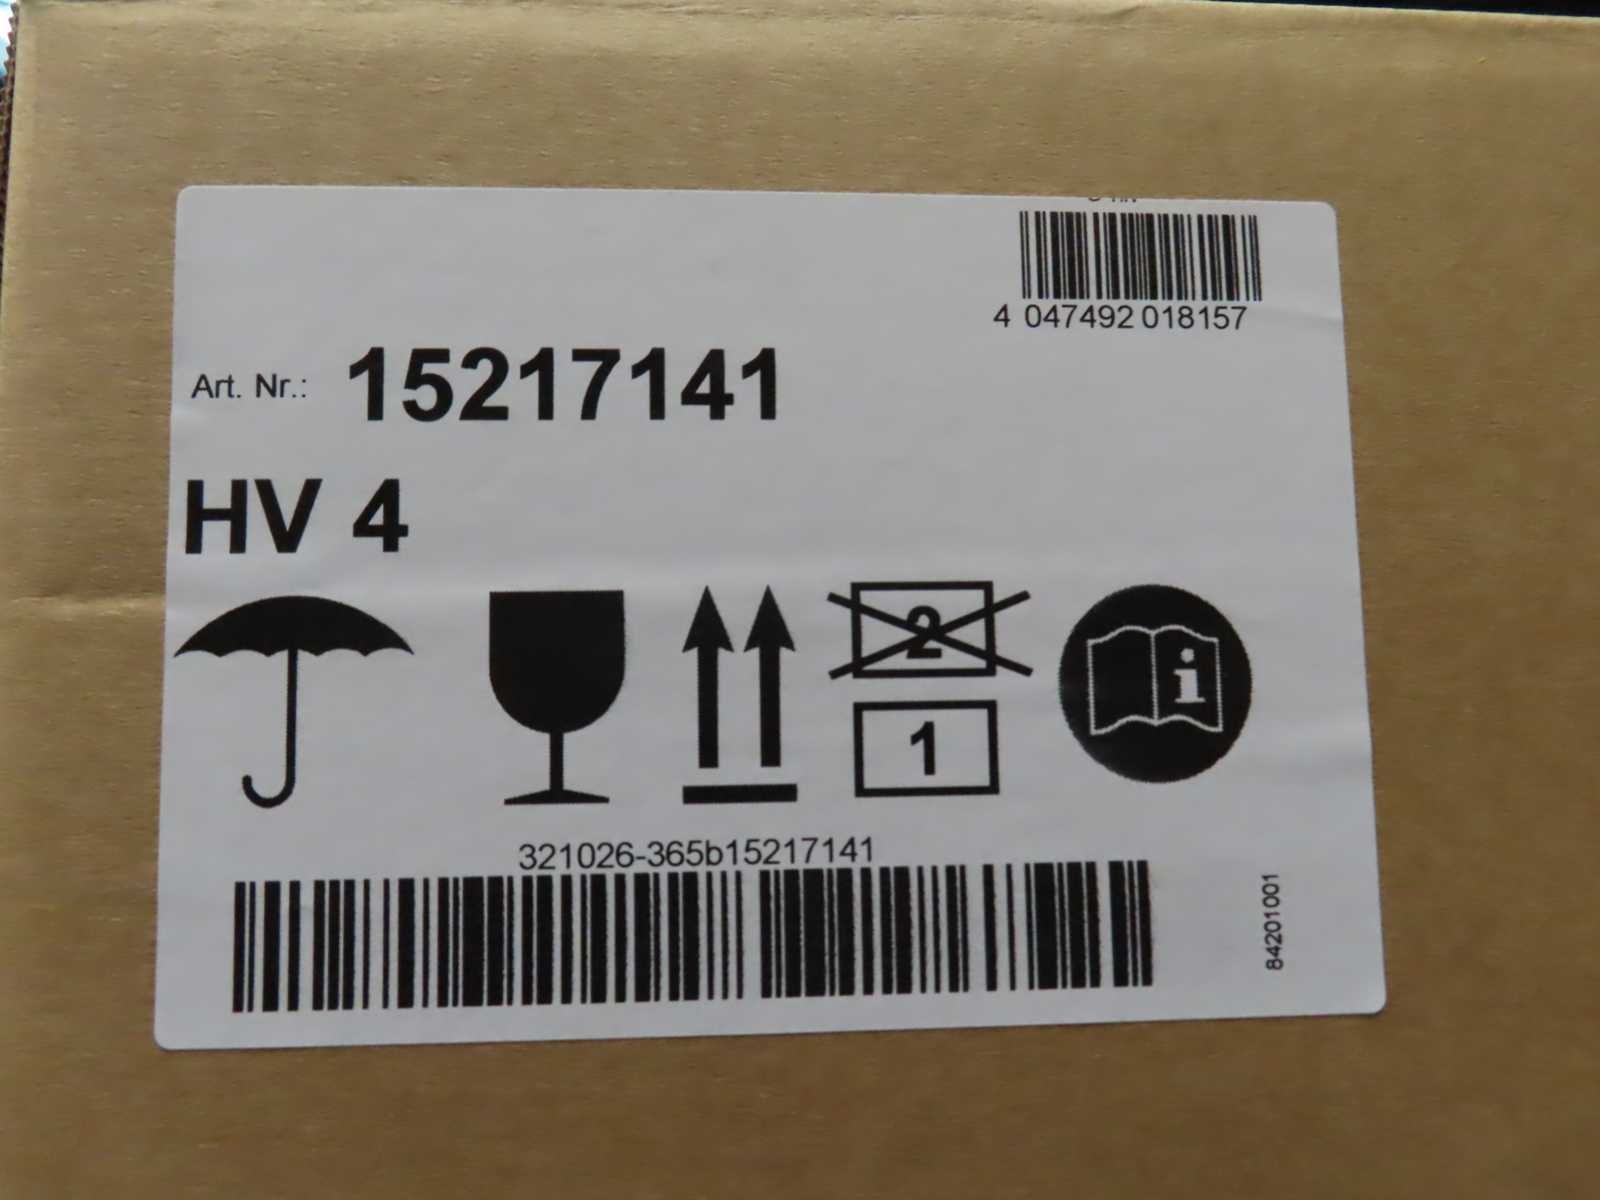 4 047492 018157
Art. Nr.: 15217141
HV 4
2
1
i
321026-365b15217141
84201001